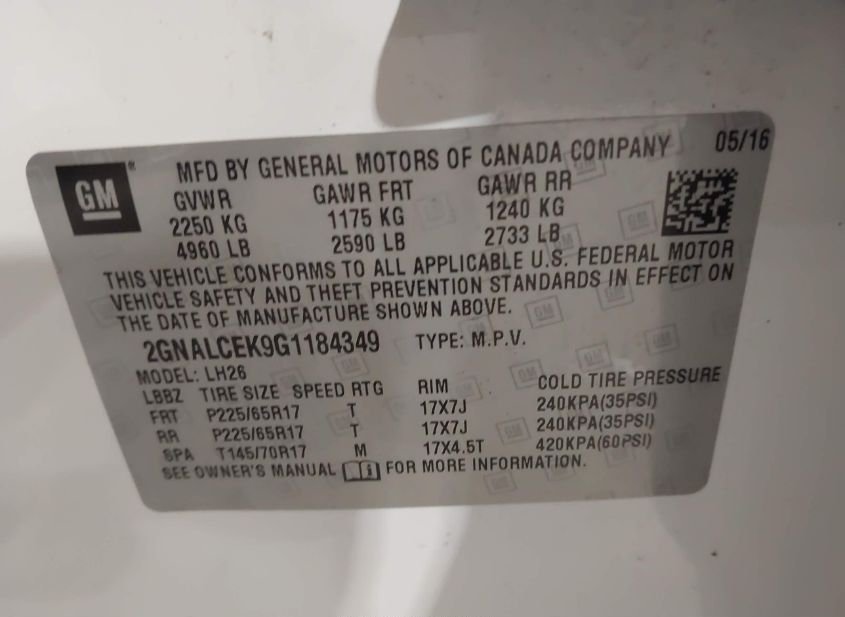 GM
MFD BY GENERAL MOTORS OF CANADA COMPANY 05/16
GVWR GAWR FRT GAWR RR
2250 KG 1175 KG 1240 KG
4960 LB 2590 LB 2733 LB
THIS VEHICLE CONFORMS TO ALL APPLICABLE U.S. FEDERAL MOTOR
VEHICLE SAFETY AND THEFT PREVENTION STANDARDS IN EFFECT ON
THE DATE OF MANUFACTURE SHOWN ABOVE.
2GNALCEK9G1184349 TYPE: M.P.V.
MODEL: LH26
LBBZ TIRE SIZE SPEED RTG RIM COLD TIRE PRESSURE
FRT P225/65R17 T 17X7J 240KPA(35PSI)
RR P225/65R17 T 17X7J 240KPA(35PSI)
SPA T145/70R17 M 17X4.5T 420KPA(60PSI)
SEE OWNER'S MANUAL FOR MORE INFORMATION.